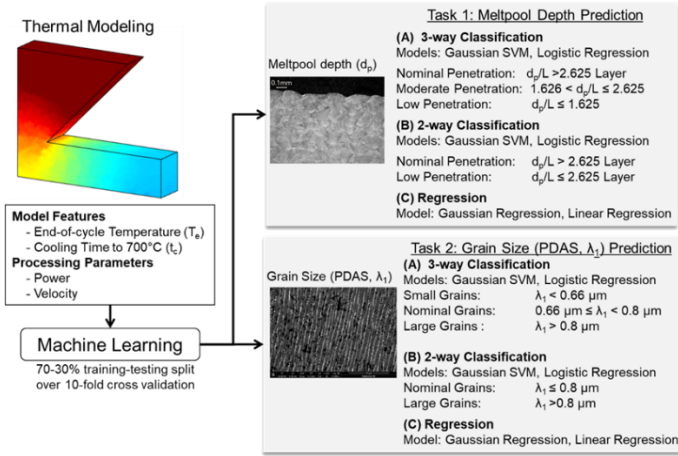 Thermal Modeling
Model Features
- End-of-cycle Temperature (Te)
- Cooling Time to 700°C (tc)
Processing Parameters
- Power
- Velocity
Machine Learning
70-30% training-testing split
over 10-fold cross validation
Meltpool depth (dp)
0.1mm
Task 1: Meltpool Depth Prediction
(A) 3-way Classification
Models: Gaussian SVM, Logistic Regression
Nominal Penetration: dp/L >2.625 Layer
Moderate Penetration: 1.626 < dp/L ≤ 2.625
Low Penetration: dp/L ≤ 1.625
(B) 2-way Classification
Models: Gaussian SVM, Logistic Regression
Nominal Penetration: dp/L > 2.625 Layer
Low Penetration: dp/L ≤ 2.625 Layer
(C) Regression
Model: Gaussian Regression, Linear Regression
Grain Size (PDAS, λ1)
Task 2: Grain Size (PDAS, λ1) Prediction
(A) 3-way Classification
Models: Gaussian SVM, Logistic Regression
Small Grains: λ1 < 0.66 μm
Nominal Grains: 0.66 μm ≤ λ1 < 0.8 μm
Large Grains : λ1 > 0.8 μm
(B) 2-way Classification
Models: Gaussian SVM, Logistic Regression
Nominal Grains: λ1 ≤ 0.8 μm
Large Grains: λ1 >0.8 μm
(C) Regression
Model: Gaussian Regression, Linear Regression